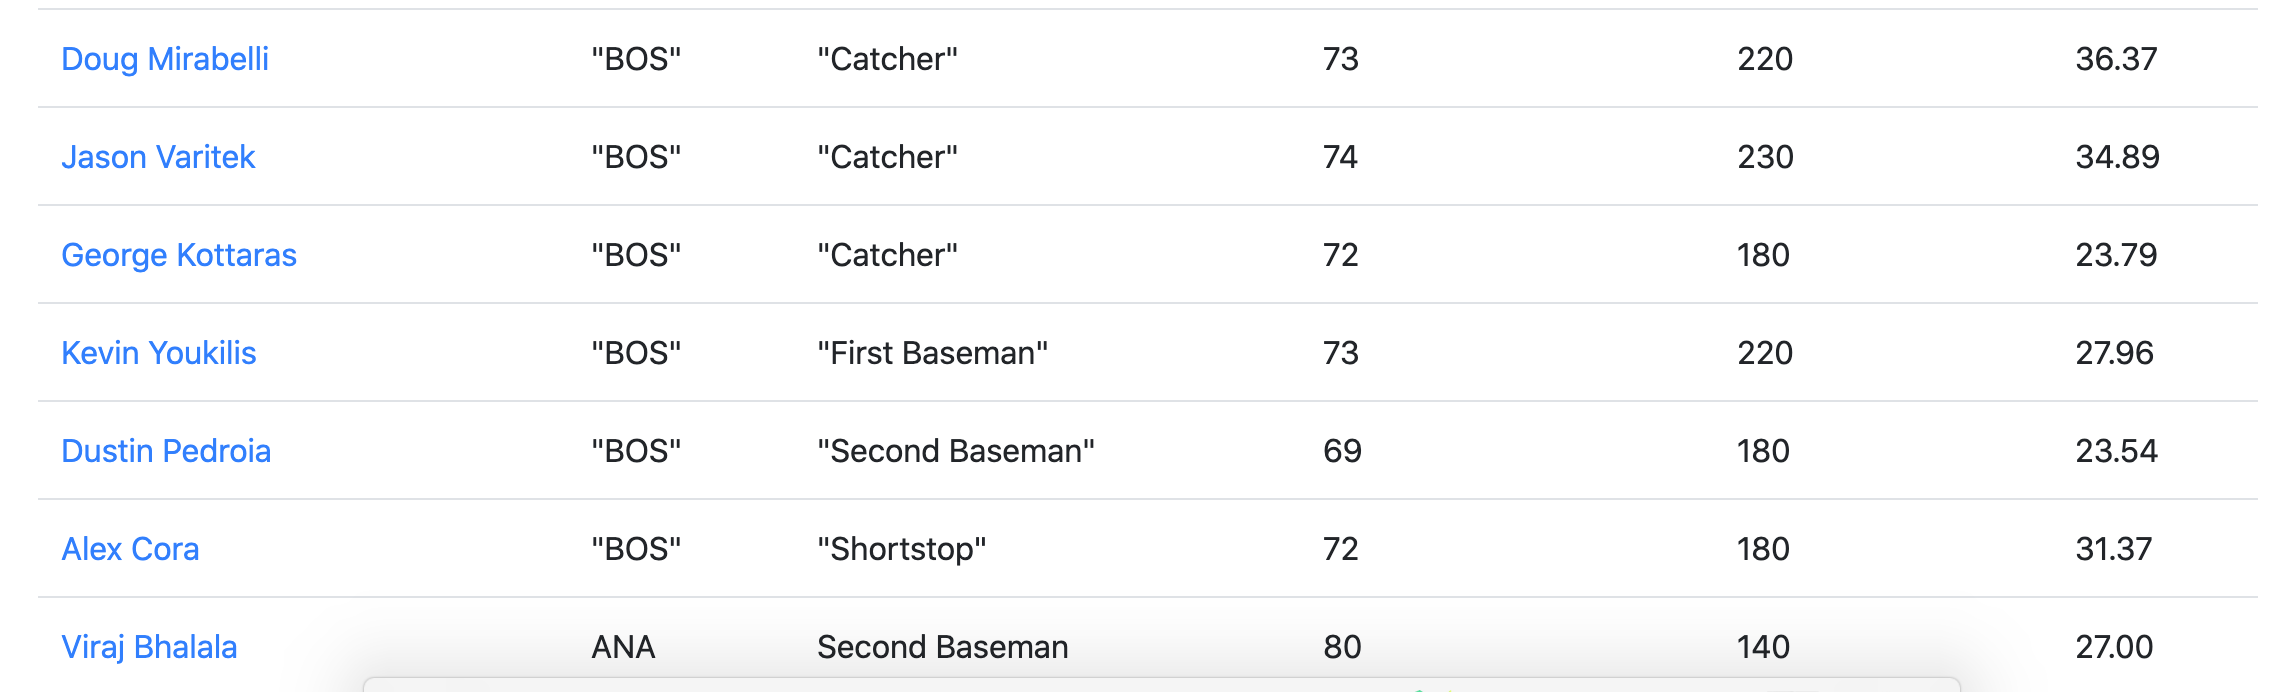 Doug Mirabelli "BOS" "Catcher" 73 220 36.37
Jason Varitek "BOS" "Catcher" 74 230 34.89
George Kottaras "BOS" "Catcher" 72 180 23.79
Kevin Youkilis "BOS" "First Baseman" 73 220 27.96
Dustin Pedroia "BOS" "Second Baseman" 69 180 23.54
Alex Cora "BOS" "Shortstop" 72 180 31.37
Viraj Bhalala ANA Second Baseman 80 140 27.00